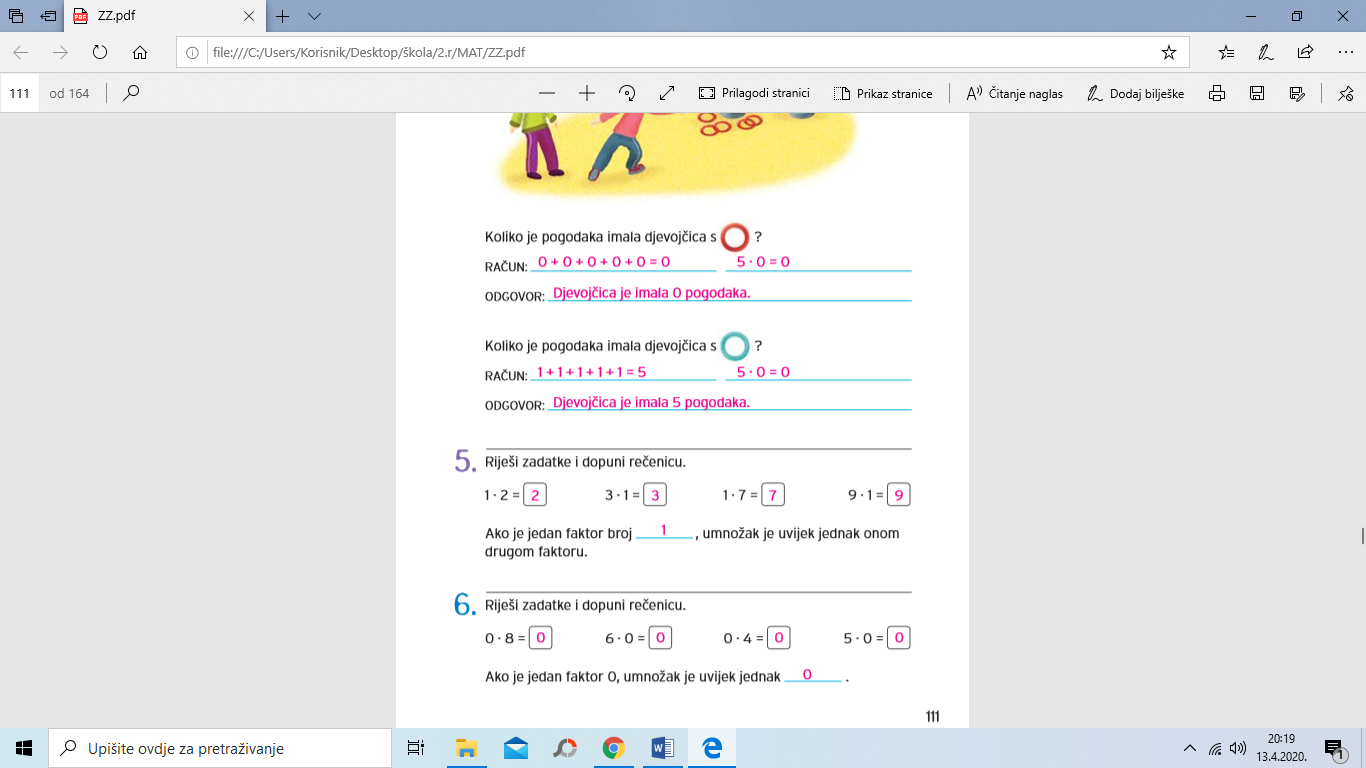 ZZ.pdf
file:///C:/Users/Korisnik/Desktop/škola/2.r/MAT/ZZ.pdf
111 od 164 Prilagodi stranici Prikaz stranice Čitanje naglas Dodaj bilješke
Koliko je pogodaka imala djevojčica s ?
RAČUN: 0 + 0 + 0 + 0 + 0 = 0 5 · 0 = 0
ODGOVOR: Djevojčica je imala 0 pogodaka.
Koliko je pogodaka imala djevojčica s ?
RAČUN: 1 + 1 + 1 + 1 + 1 = 5 5 · 0 = 0
ODGOVOR: Djevojčica je imala 5 pogodaka.
5. Riješi zadatke i dopuni rečenicu.
1 · 2 = 2 3 · 1 = 3 1 · 7 = 7 9 · 1 = 9
Ako je jedan faktor broj 1 , umnožak je uvijek jednak onom
drugom faktoru.
6. Riješi zadatke i dopuni rečenicu.
0 · 8 = 0 6 · 0 = 0 0 · 4 = 0 5 · 0 = 0
Ako je jedan faktor 0, umnožak je uvijek jednak 0 .
111
Upišite ovdje za pretraživanje
20:19
13.4.2020.
1